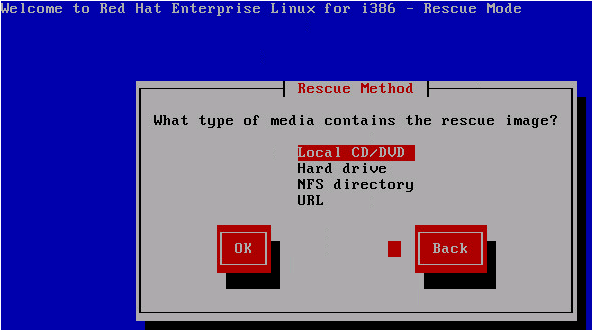 Welcome to Red Hat Enterprise Linux for i386 - Rescue Mode
Rescue Method
What type of media contains the rescue image?
Local CD/DVD
Hard drive
NFS directory
URL
OK
Back